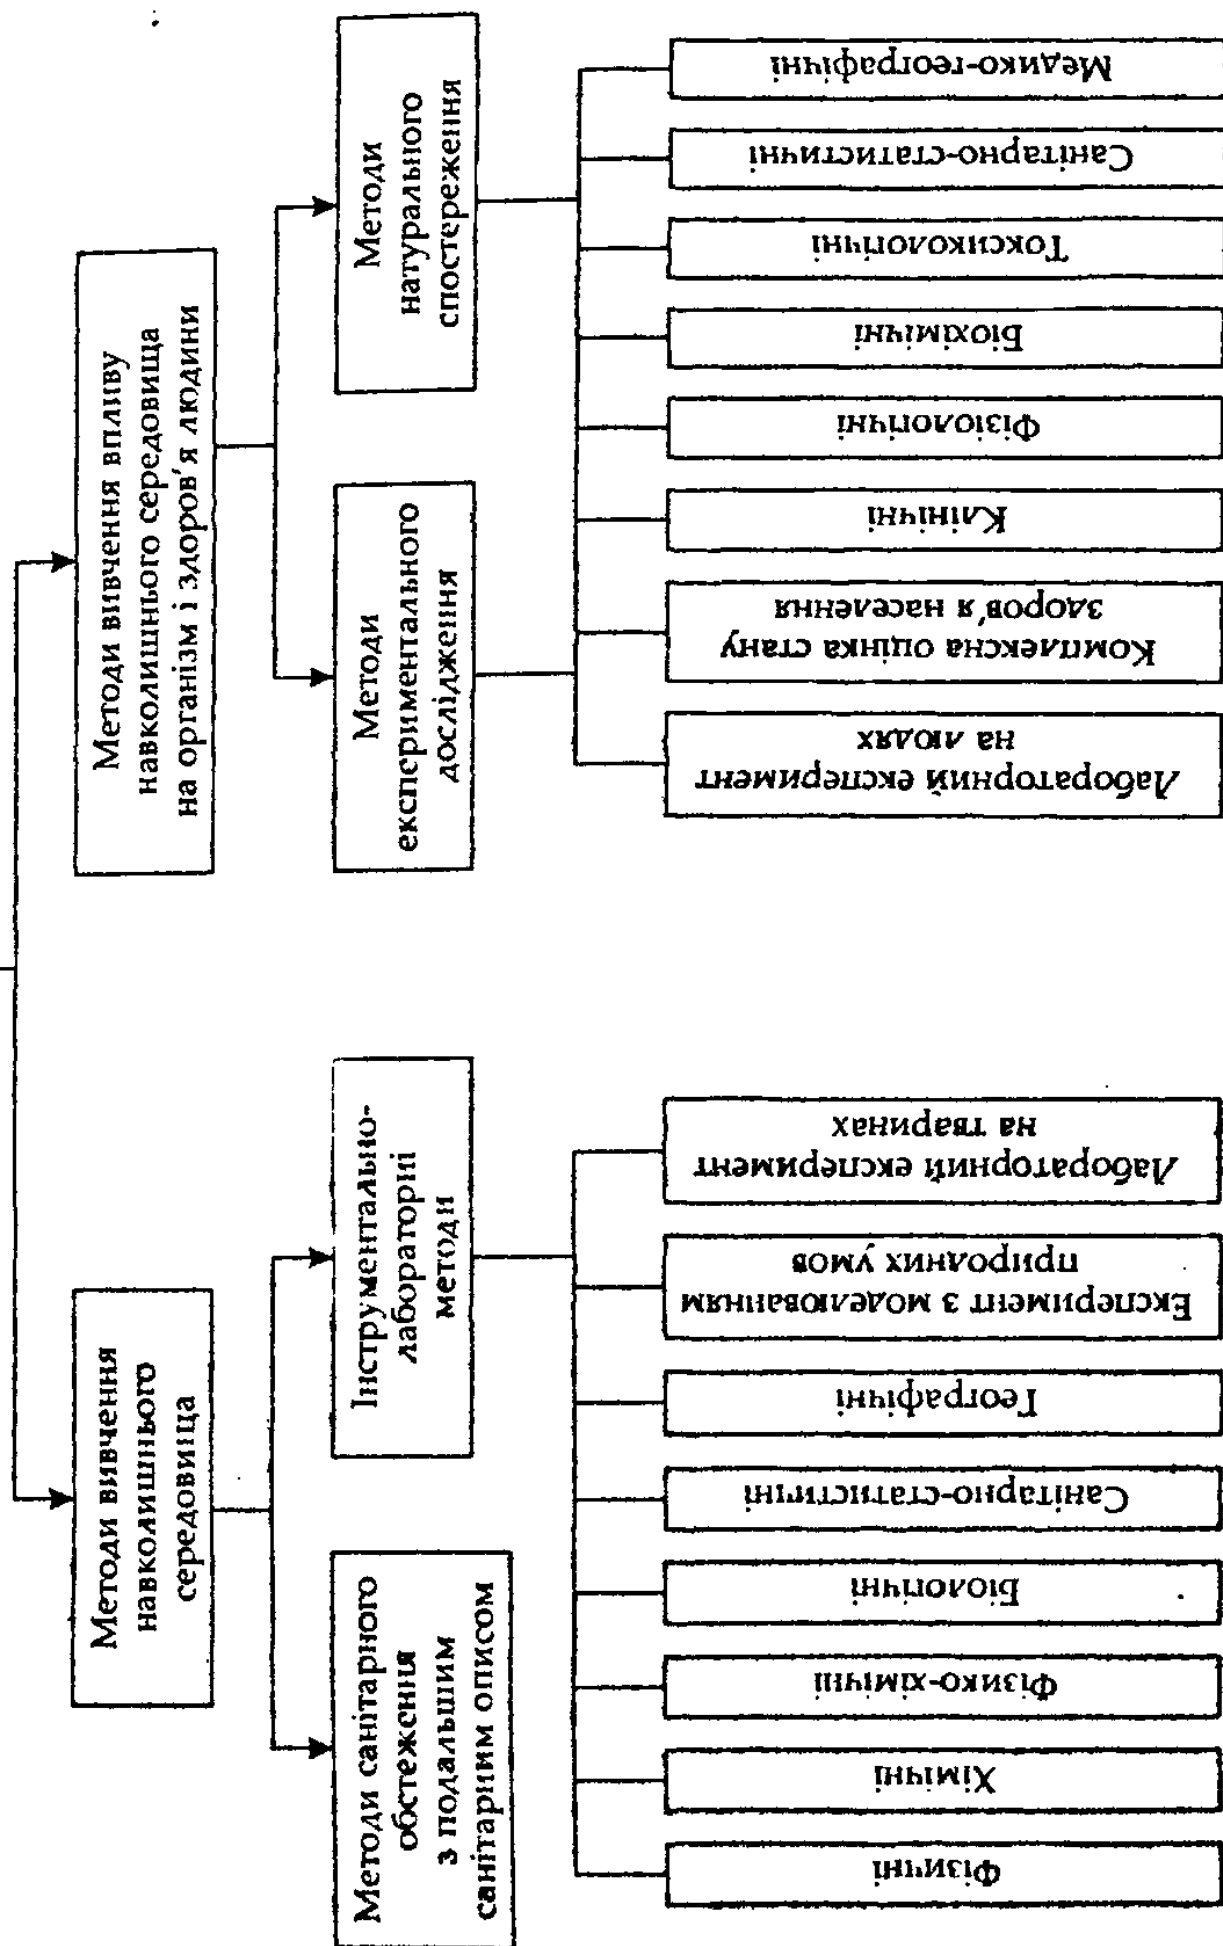 Методи вивчення
навколишнього
середовища
Методи вивчення впливу
навколишнього середовища
на організм і здоров'я людини
Методи санітарного
обстеження
з подальшим
санітарим описом
Інструментально-
лабораторні
методи
Методи
експериментального
дослідження
Методи
натурального
спостереження
Фізичні
Хімічні
Фізико-хімічні
Біологічні
Санітарно-статистичні
Географічні
Експеримент з моделюванням
природних умов
Лабораторний експеримент
на тваринах
Лабораторний експеримент
на людях
Комплексна оцінка стану
здоров'я населення
Клінічні
Фізіологічні
Біохімічні
Токсикологічні
Санітарно-статистичні
Медико-географічні